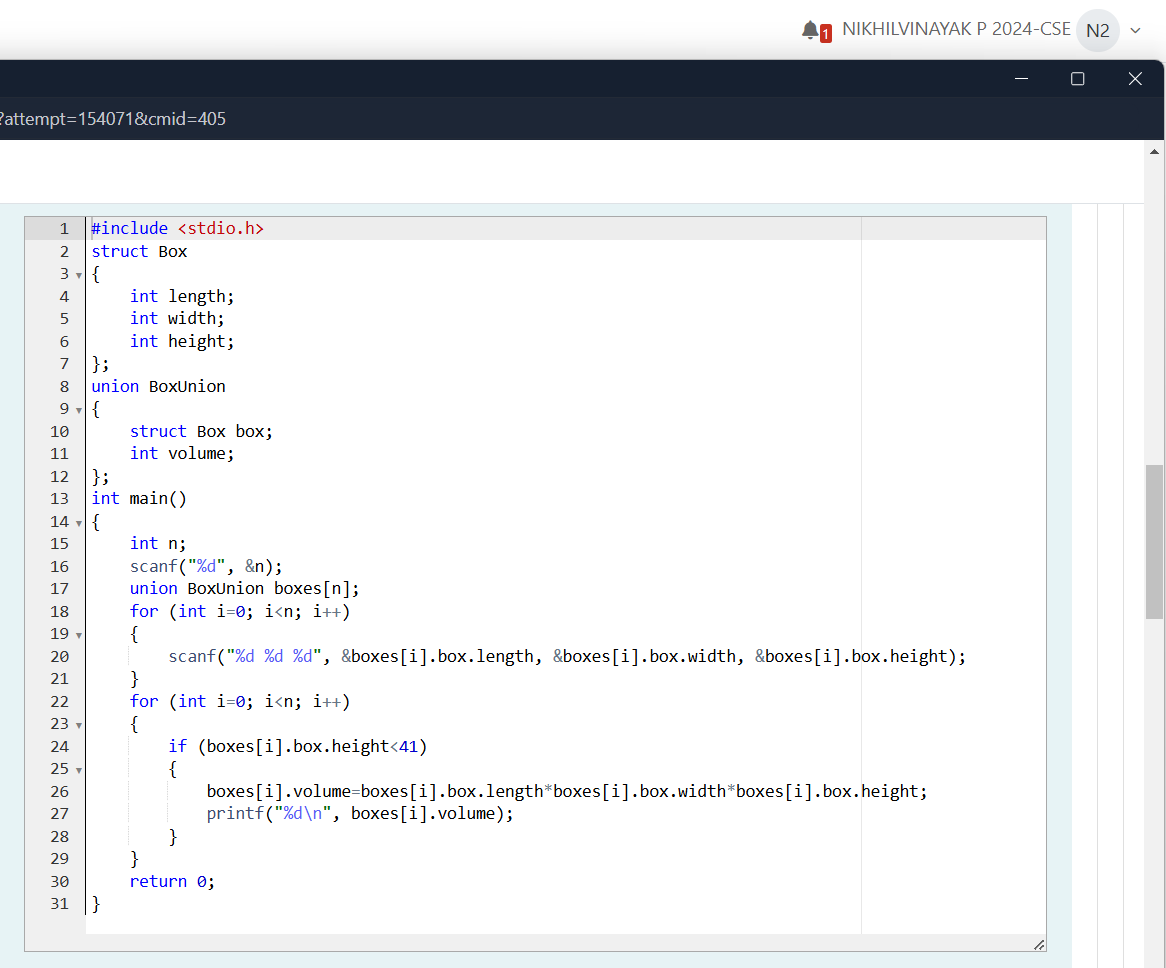 1 NIKHILVINAYAK P 2024-CSE N2
?attempt=154071&cmid=405
1 #include <stdio.h>
2 struct Box
3 {
4     int length;
5     int width;
6     int height;
7 };
8 union BoxUnion
9 {
10     struct Box box;
11     int volume;
12 };
13 int main()
14 {
15     int n;
16     scanf("%d", &n);
17     union BoxUnion boxes[n];
18     for (int i=0; i<n; i++)
19     {
20         scanf("%d %d %d", &boxes[i].box.length, &boxes[i].box.width, &boxes[i].box.height);
21     }
22     for (int i=0; i<n; i++)
23     {
24         if (boxes[i].box.height<41)
25         {
26             boxes[i].volume=boxes[i].box.length*boxes[i].box.width*boxes[i].box.height;
27             printf("%d\n", boxes[i].volume);
28         }
29     }
30     return 0;
31 }